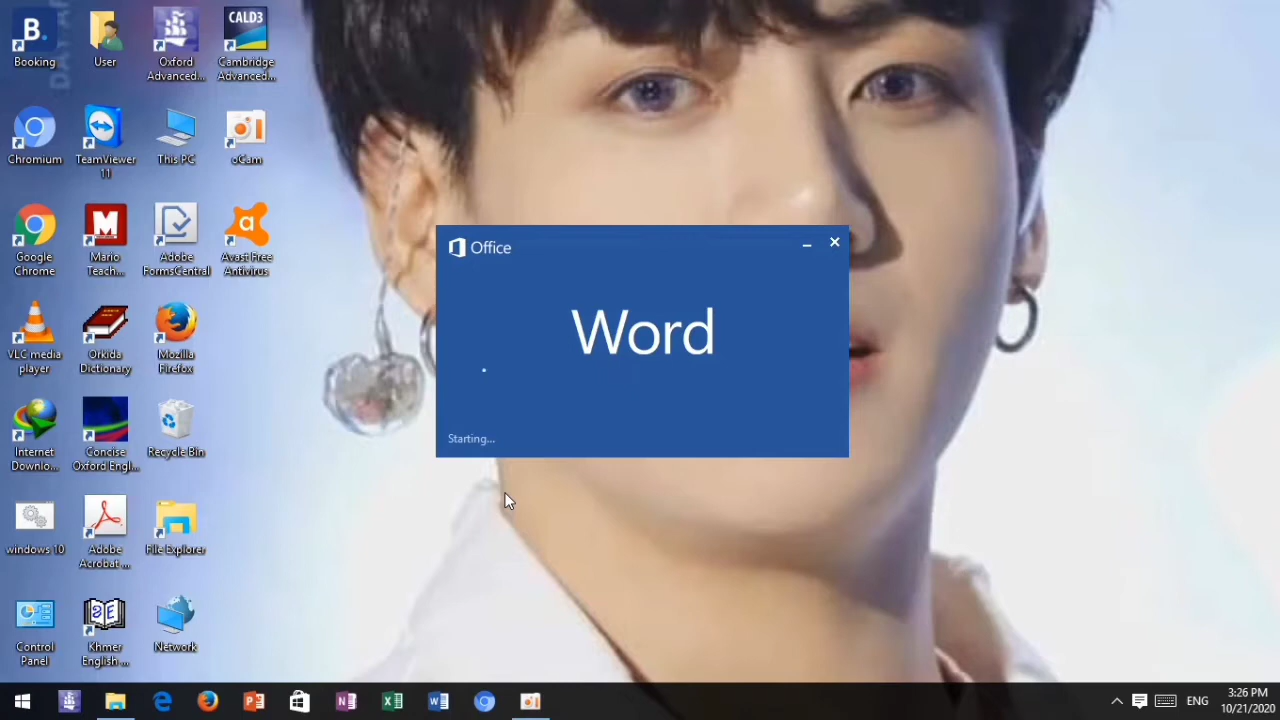 Booking
User
Oxford
Advanced...
Cambridge
Advanced...
CALD3
B.
Chromium
TeamViewer
11
This PC
oCam
Google
Chrome
Mario
Teach...
Adobe
FormsCentral
Avast Free
Antivirus
VLC media
player
Orkida
Dictionary
Mozilla
Firefox
Internet
Downlo...
Concise
Oxford Engl...
Recycle Bin
windows 10
Adobe
Acrobat ...
File Explorer
Control
Panel
Khmer
English ...
Network
Office
Word
Starting...
ENG
3:26 PM
10/21/2020